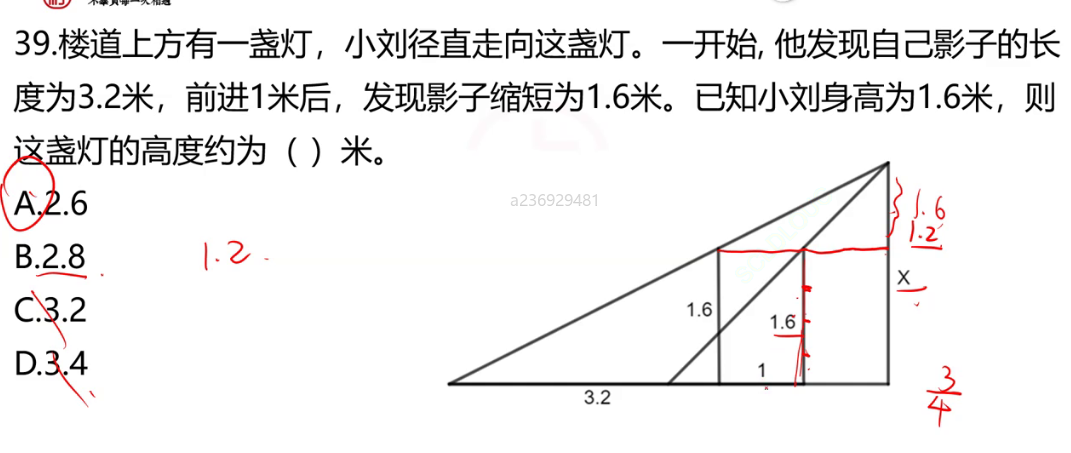 39.楼道上方有一盏灯，小刘径直走向这盏灯。一开始, 他发现自己影子的长
度为3.2米，前进1米后，发现影子缩短为1.6米。已知小刘身高为1.6米，则
这盏灯的高度约为（ ）米。
A.2.6
a236929481
B.2.8
1.2
C.3.2
D.3.4
1.6
1.2
X
1.6
1.6
1
3.2
3
4